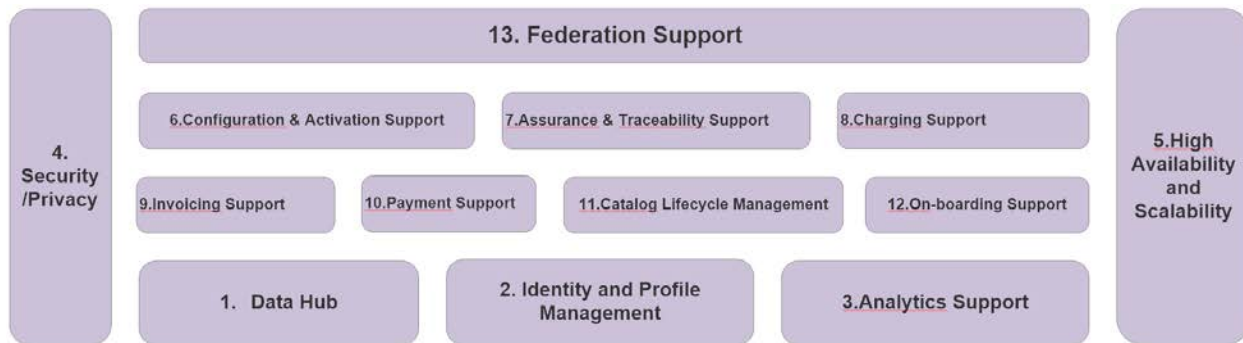 13. Federation Support
6.Configuration & Activation Support
7.Assurance & Traceability Support
8.Charging Support
4.
Security
/Privacy
5.High
Availability
and
Scalability
9.Invoicing Support
10.Payment Support
11.Catalog Lifecycle Management
12.On-boarding Support
1. Data Hub
2. Identity and Profile
Management
3.Analytics Support